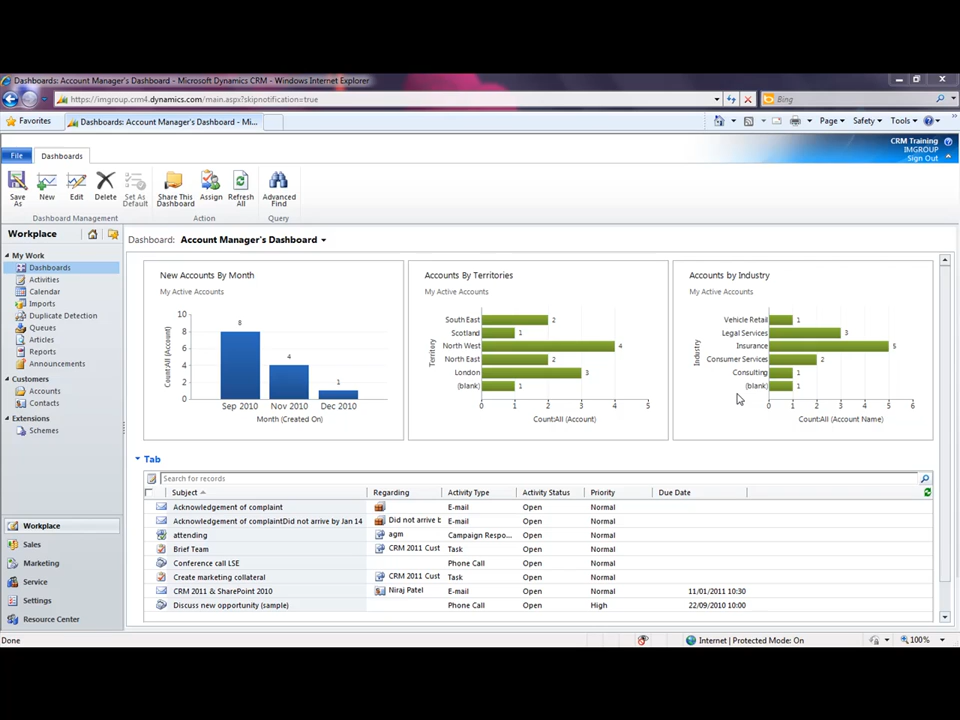 Dashboards: Account Manager's Dashboard - Microsoft Dynamics CRM - Windows Internet Explorer
https://imgroup.crm4.dynamics.com/main.aspx?skipnotification=true
Bing
Favorites
Dashboards: Account Manager's Dashboard - Mi...
Page
Safety
Tools
CRM Training
IMGROUP
Sign Out
File
Dashboards
Save As
New
Edit
Delete
Set As Default
Share This Dashboard
Assign
Refresh All
Advanced Find
Dashboard Management
Action
Query
Workplace
Dashboard: Account Manager's Dashboard
My Work
Dashboards
Activities
Calendar
Imports
Duplicate Detection
Queues
Articles
Reports
Announcements
Customers
Accounts
Contacts
Extensions
Schemes
Workplace
Sales
Marketing
Service
Settings
Resource Center
New Accounts By Month
My Active Accounts
Count:All (Account)
10
8
6
4
2
0
8
4
1
Sep 2010
Nov 2010
Dec 2010
Month (Created On)
Accounts By Territories
My Active Accounts
Territory
South East 2
Scotland 1
North West 4
North East 2
London 3
(blank) 1
0 1 2 3 4 5
Count:All (Account)
Accounts by Industry
My Active Accounts
Industry
Vehicle Retail 1
Legal Services 3
Insurance 5
Consumer Services 2
Consulting 1
(blank) 1
0 1 2 3 4 5 6
Count:All (Account Name)
Tab
Search for records
Subject Regarding Activity Type Activity Status Priority Due Date
Acknowledgement of complaint E-mail Open Normal
Acknowledgement of complaintDid not arrive by Jan 14 Did not arrive b E-mail Open Normal
attending agm Campaign Respo... Open Normal
Brief Team CRM 2011 Cust Task Open Normal
Conference call LSE Phone Call Open Normal
Create marketing collateral CRM 2011 Cust Task Open Normal
CRM 2011 & SharePoint 2010 Niraj Patel E-mail Open Normal 11/01/2011 10:30
Discuss new opportunity (sample) Phone Call Open High 22/09/2010 10:00
Done
Internet | Protected Mode: On
100%